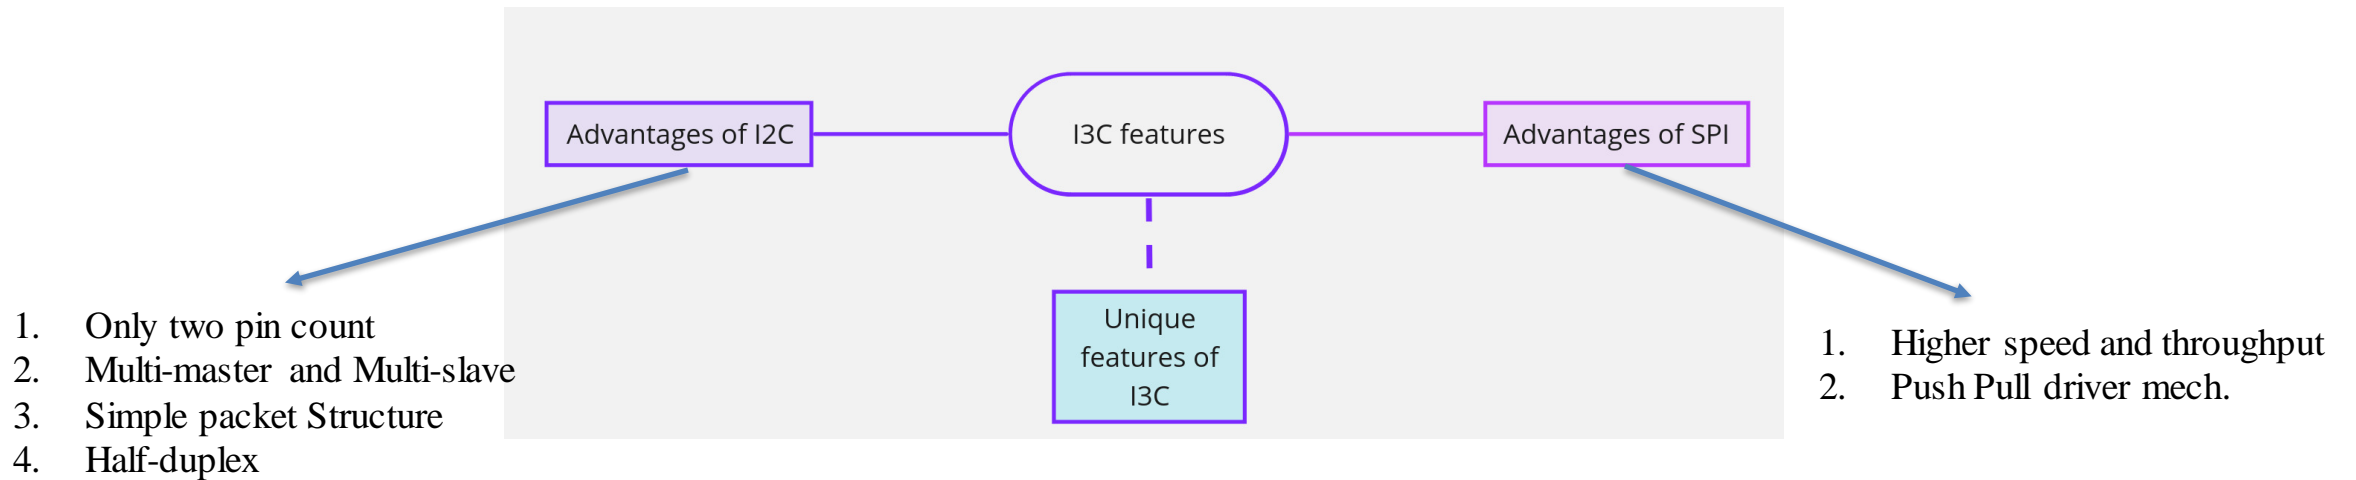 Advantages of I2C
I3C features
Advantages of SPI
Unique
features of
I3C
1. Only two pin count
2. Multi-master and Multi-slave
3. Simple packet Structure
4. Half-duplex
1. Higher speed and throughput
2. Push Pull driver mech.